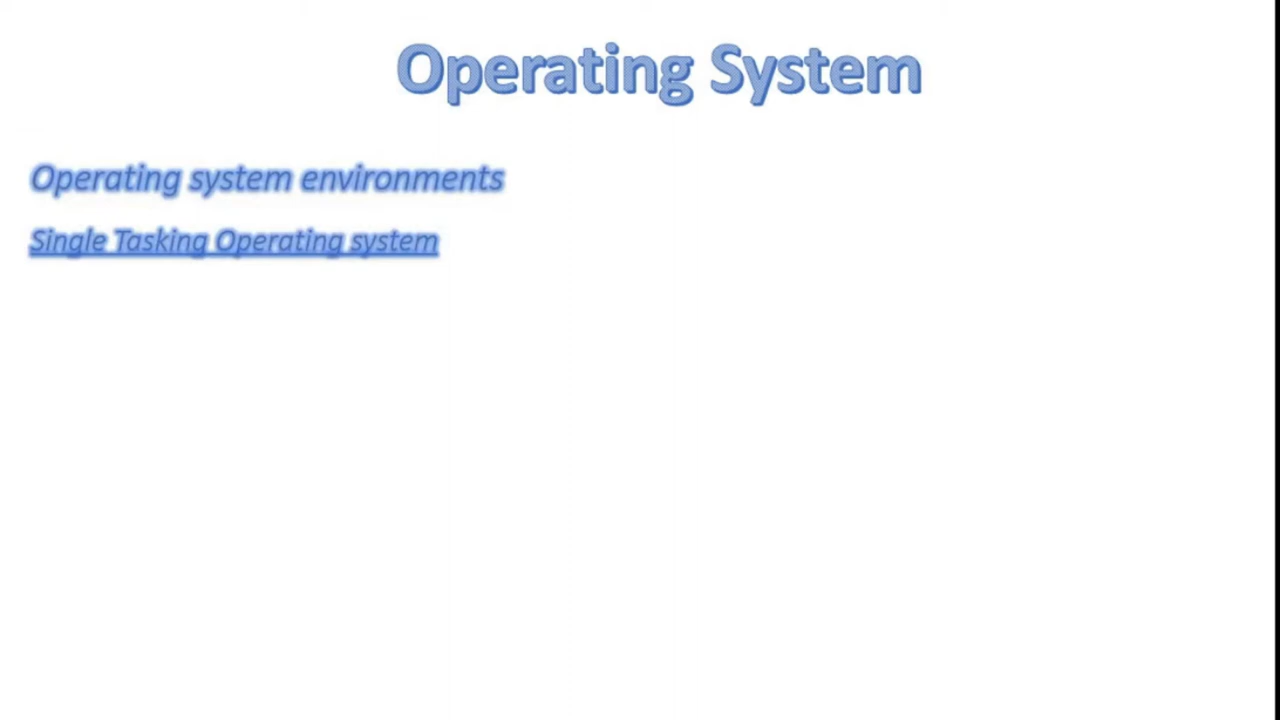 Operating System
Operating system environments
Single Tasking Operating system